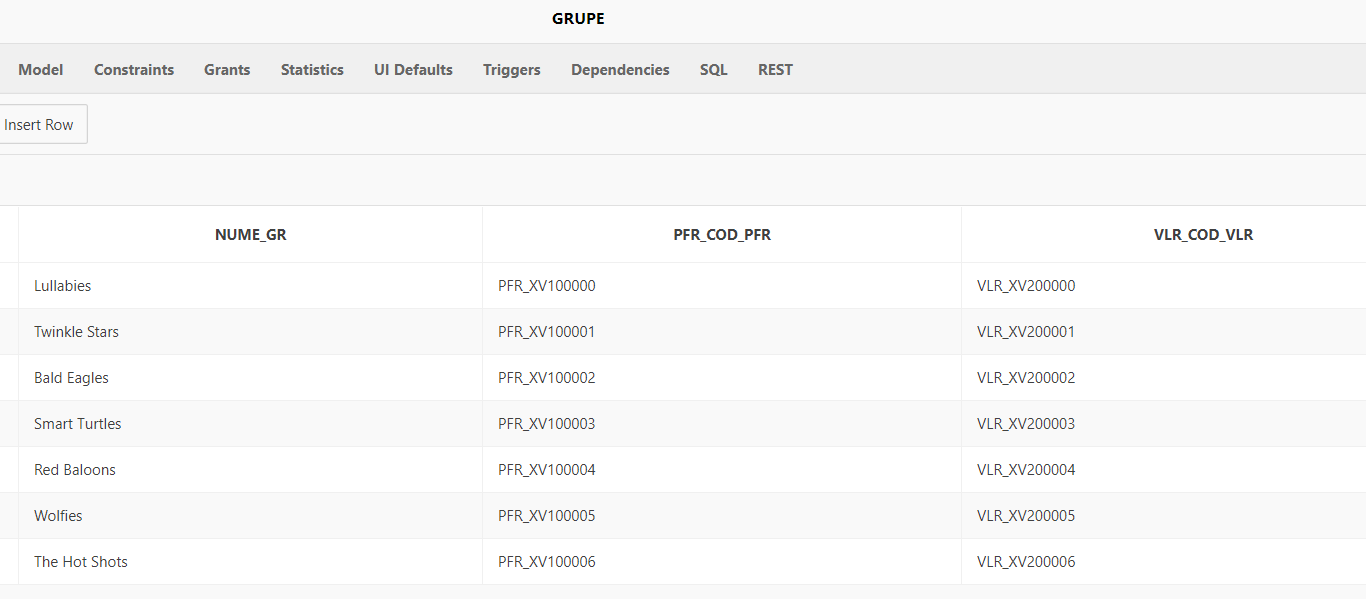 GRUPE
Model Constraints Grants Statistics UI Defaults Triggers Dependencies SQL REST
Insert Row
NUME_GR PFR_COD_PFR VLR_COD_VLR
Lullabies PFR_XV100000 VLR_XV200000
Twinkle Stars PFR_XV100001 VLR_XV200001
Bald Eagles PFR_XV100002 VLR_XV200002
Smart Turtles PFR_XV100003 VLR_XV200003
Red Baloons PFR_XV100004 VLR_XV200004
Wolfies PFR_XV100005 VLR_XV200005
The Hot Shots PFR_XV100006 VLR_XV200006